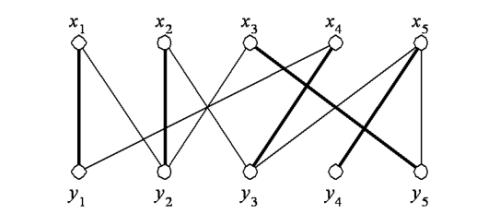 x₁ x₂ x₃ x₄ x₅
y₁ y₂ y₃ y₄ y₅